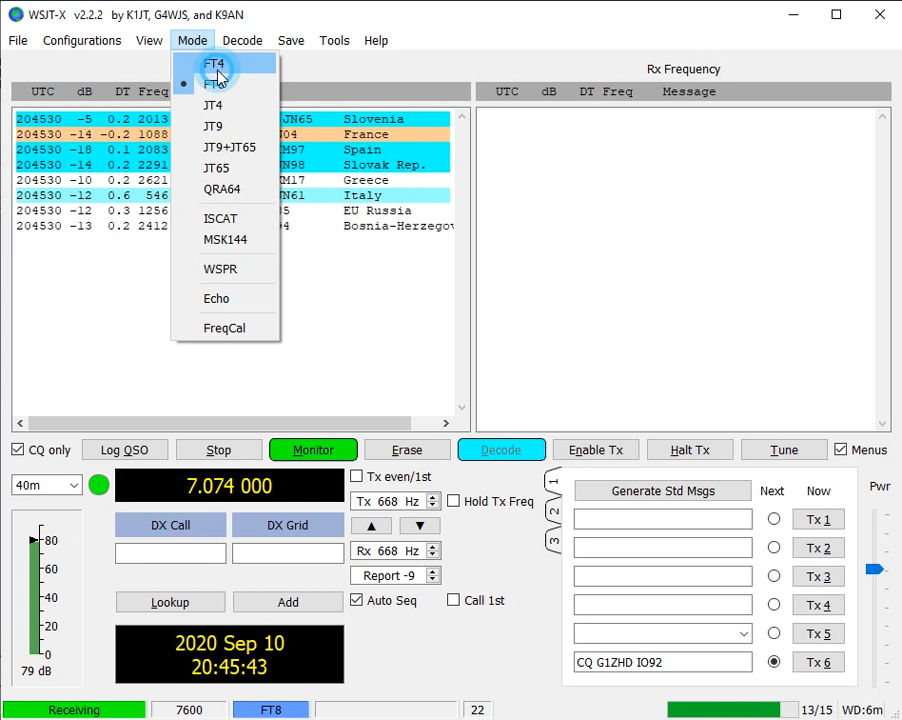 WSJT-X   v2.2.2   by K1JT, G4WJS, and K9AN
File Configurations View Mode Decode Save Tools Help
FT4
JT4
JT9
JT9+JT65
JT65
QRA64
ISCAT
MSK144
WSPR
Echo
FreqCal
UTC dB DT Freq
204530 -5 0.2 2013 JN65 Slovenia
204530 -14 -0.2 1088 N04 France
204530 -18 0.1 2094 M97 Spain
204530 -14 0.2 2291 N98 Slovak Rep.
204530 -10 0.2 2621 KM17 Greece
204530 -12 0.6 546 N61 Italy
204530 -12 0.3 1256 EU Russia
204530 -13 0.2 2412 Bosnia-Herzegov
Rx Frequency
UTC dB DT Freq Message
CQ only Log QSO Stop Monitor Erase Decode Enable Tx Halt Tx Tune Menus
40m
7.074 000
DX Call DX Grid
Lookup Add
2020 Sep 10
20:45:43
80
60
40
20
0
79 dB
Tx even/1st
Tx 668 Hz
Hold Tx Freq
▲ ▼
Rx 668 Hz
Report -9
Auto Seq Call 1st
1
2
3
Generate Std Msgs Next Now
Tx 1
Tx 2
Tx 3
Tx 4
Tx 5
CQ G1ZHD IO92 Tx 6
Pwr
Receiving 7600 FT8 22 13/15 WD:6m